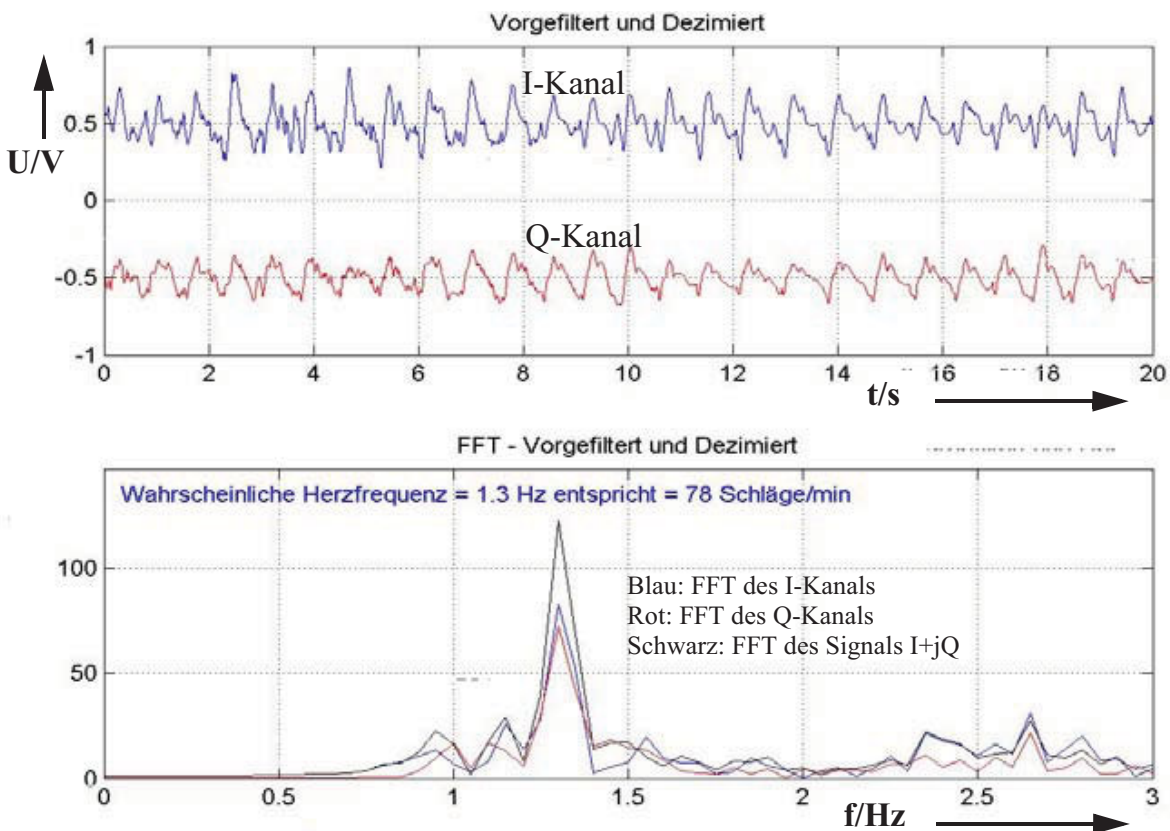 Vorgefiltert und Dezimiert
1
0.5
0
-0.5
-1
U/V
I-Kanal
Q-Kanal
0 2 4 6 8 10 12 14 16 18 20
t/s
FFT - Vorgefiltert und Dezimiert
Wahrscheinliche Herzfrequenz = 1.3 Hz entspricht = 78 Schläge/min
100
50
0
Blau: FFT des I-Kanals
Rot: FFT des Q-Kanals
Schwarz: FFT des Signals I+jQ
0 0.5 1 1.5 2 2.5 3
f/Hz